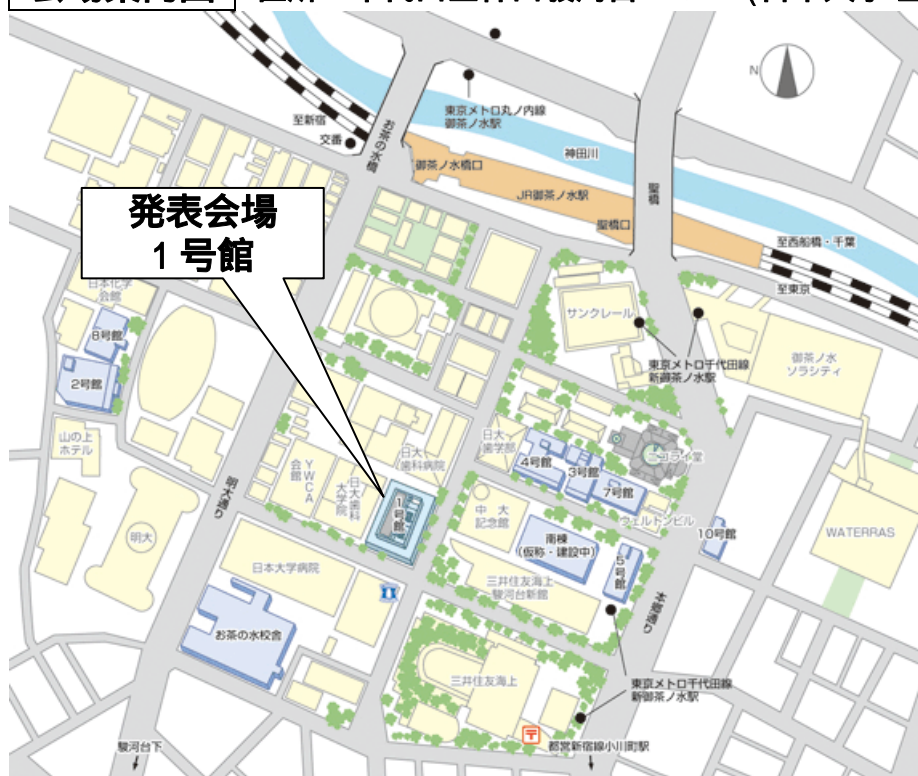 東京メトロ丸ノ内線
御茶ノ水駅
至新宿
交番
お茶の水橋
神田川
御茶ノ水橋口
JR御茶ノ水駅
聖橋
聖橋口
至西船橋・千葉
至東京
N
発表会場
1号館
日本化学
会館
8号館
2号館
サンクレール
東京メトロ千代田線
新御茶ノ水駅
御茶ノ水
ソラシティ
山の上
ホテル
明大通り
YWCA
会館
日大歯科
大学院
日大
歯科病院
1号館
日大
歯学部
4号館
3号館
7号館
ニコライ堂
ウェルトンビル
10号館
WATERRAS
明大
中大
記念館
南棟
(仮称・建設中)
5号館
三井住友海上
駿河台新館
本郷通り
日本大学病院
お茶の水校舎
三井住友海上
東京メトロ千代田線
新御茶ノ水駅
〒
都営新宿線小川町駅
駿河台下